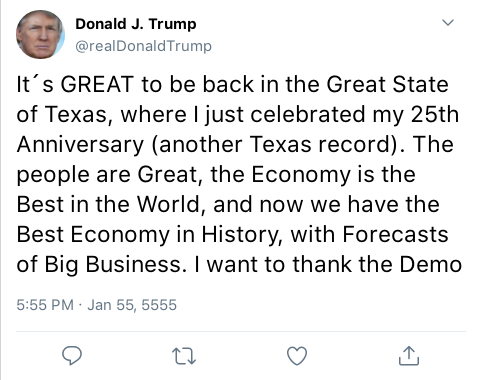 Donald J. Trump
@realDonaldTrump
It´s GREAT to be back in the Great State
of Texas, where I just celebrated my 25th
Anniversary (another Texas record). The
people are Great, the Economy is the
Best in the World, and now we have the
Best Economy in History, with Forecasts
of Big Business. I want to thank the Demo
5:55 PM · Jan 55, 5555